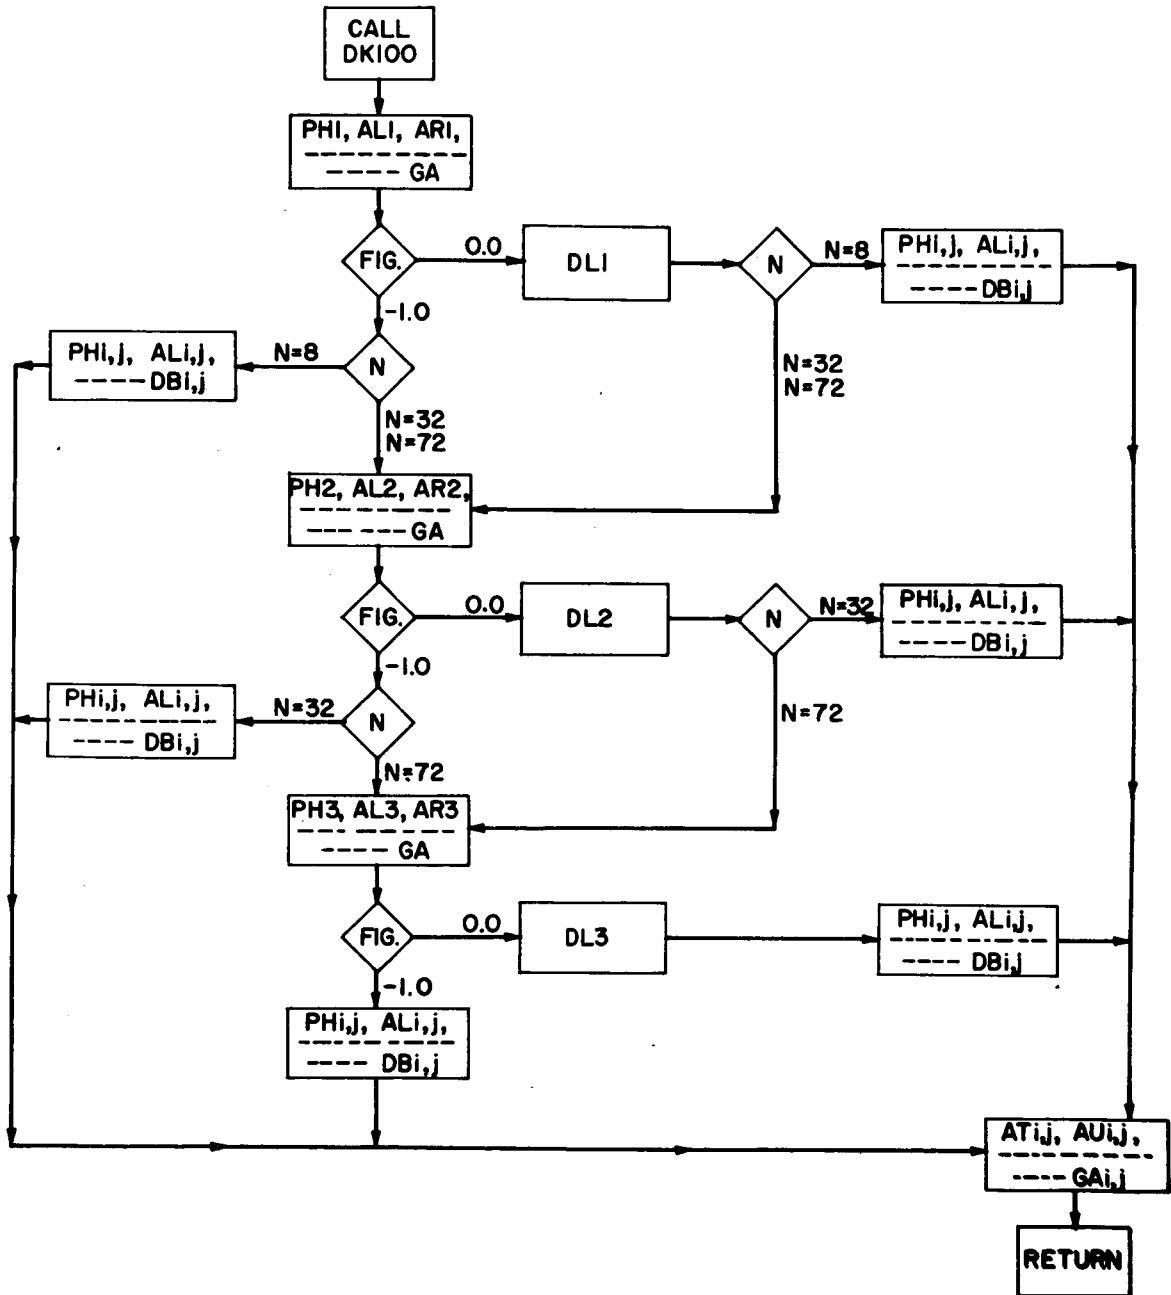 CALL
DK100
PH1, AL1, AR1,
---- GA
FIG.
0.0
DL1
N
N=8
PHi,j, ALi,j,
----DBi,j
-1.0
N
N=8
PHi,j, ALi,j,
----DBi,j
N=32
N=72
N=32
N=72
PH2, AL2, AR2,
--- ---GA
FIG.
0.0
DL2
N
N=32
PHi,j, ALi,j,
----DBi,j
-1.0
N
N=32
PHi,j, ALi,j,
---- DBi,j
N=72
N=72
PH3, AL3, AR3
---- GA
FIG.
0.0
DL3
PHi,j, ALi,j,
---- DBi,j
-1.0
PHi,j, ALi,j,
---- DBi,j
ATi,j, AUi,j,
---- GAi,j
RETURN